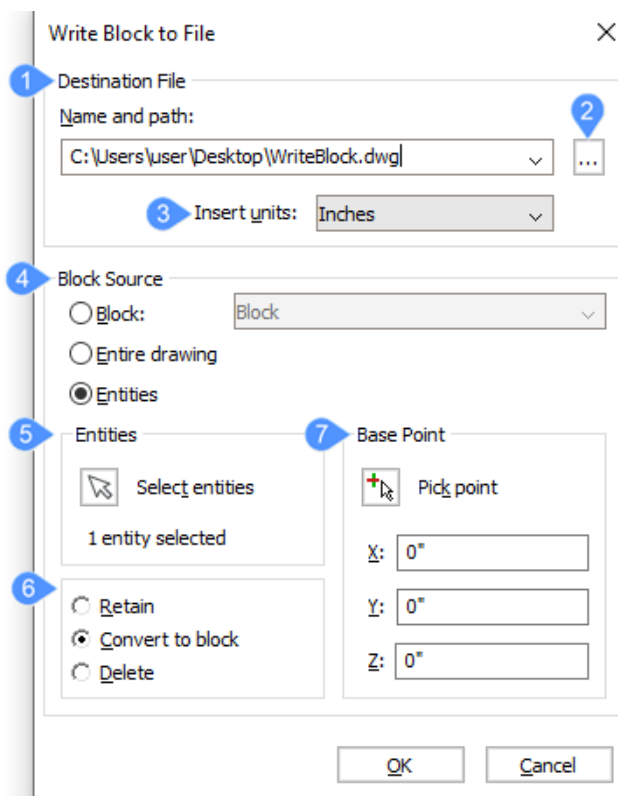 Write Block to File
1 Destination File
Name and path: 2
C:\Users\user\Desktop\WriteBlock.dwg ...
3 Insert units: Inches
4 Block Source
Block: Block
Entire drawing
Entities
5 Entities
Select entities
1 entity selected
6
Retain
Convert to block
Delete
7 Base Point
Pick point
X: 0"
Y: 0"
Z: 0"
OK Cancel